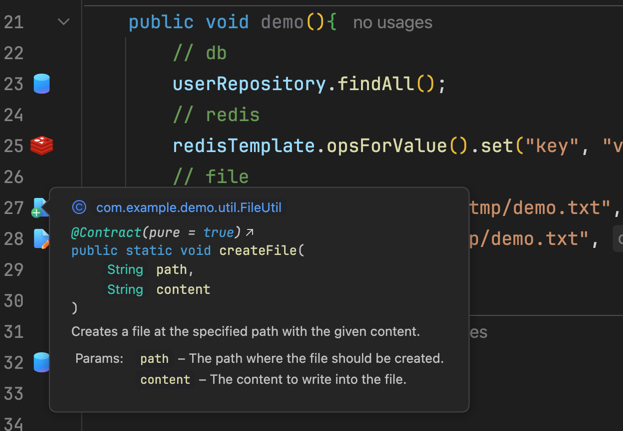 21 public void demo(){ no usages
22 // db
23 userRepository.findAll();
24 // redis
25 redisTemplate.opsForValue().set("key", "v
26 // file
27 tmp/demo.txt",
28 p/demo.txt",
29
30
31 es
32
33
34
com.example.demo.util.FileUtil
@Contract(pure = true)↗
public static void createFile(
String path,
String content
)
Creates a file at the specified path with the given content.
Params: path – The path where the file should be created.
content – The content to write into the file.